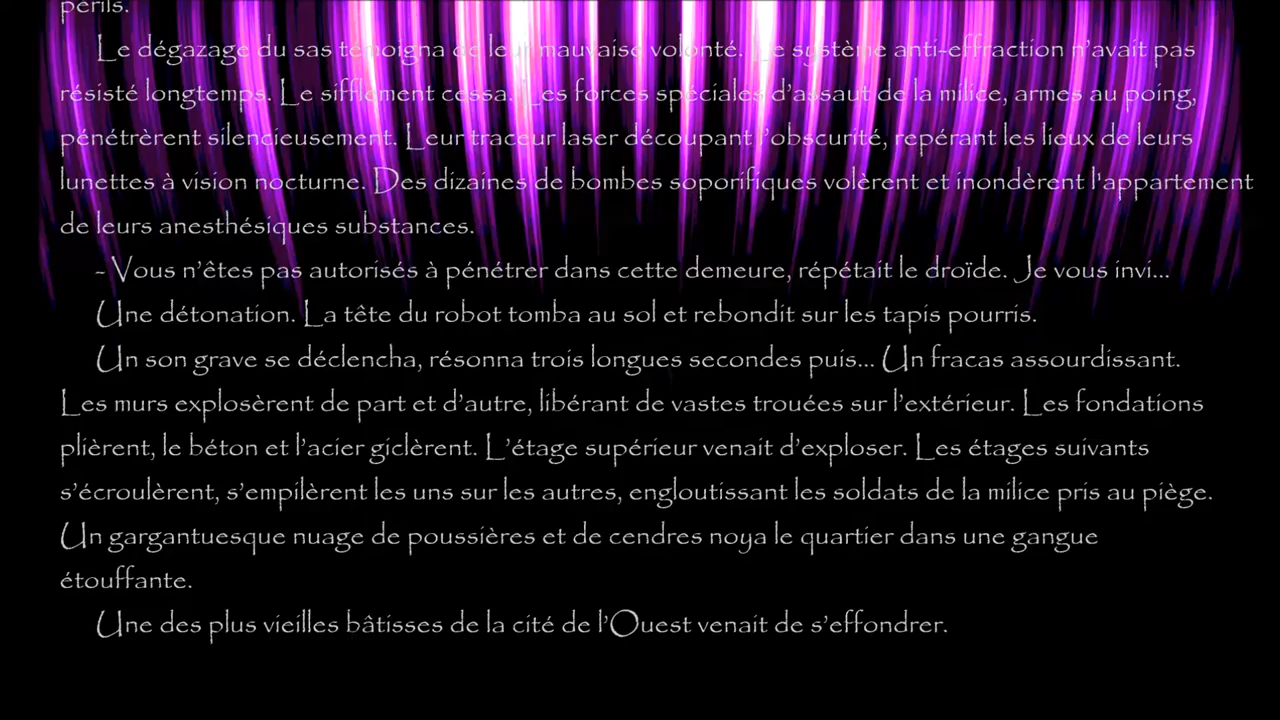 périls.
Le dégazage du sas témoigna de leur mauvaise volonté. Le système anti-effraction n'avait pas
résisté longtemps. Le sifflement cessa. Les forces spéciales d'assaut de la milice, armes au poing,
pénétrèrent silencieusement. Leur traceur laser découpant l'obscurité, repérant les lieux de leurs
lunettes à vision nocturne. Des dizaines de bombes soporifiques volèrent et inondèrent l'appartement
de leurs anesthésiques substances.
- Vous n'êtes pas autorisés à pénétrer dans cette demeure, répétait le droïde. Je vous invi...
Une détonation. La tête du robot tomba au sol et rebondit sur les tapis pourris.
Un son grave se déclencha, résonna trois longues secondes puis... Un fracas assourdissant.
Les murs explosèrent de part et d'autre, libérant de vastes trouées sur l'extérieur. Les fondations
plièrent, le béton et l'acier giclèrent. L'étage supérieur venait d'exploser. Les étages suivants
s'écroulèrent, s'empilèrent les uns sur les autres, engloutissant les soldats de la milice pris au piège.
Un gargantuesque nuage de poussières et de cendres noya le quartier dans une gangue
étouffante.
Une des plus vieilles bâtisses de la cité de l'Ouest venait de s'effondrer.